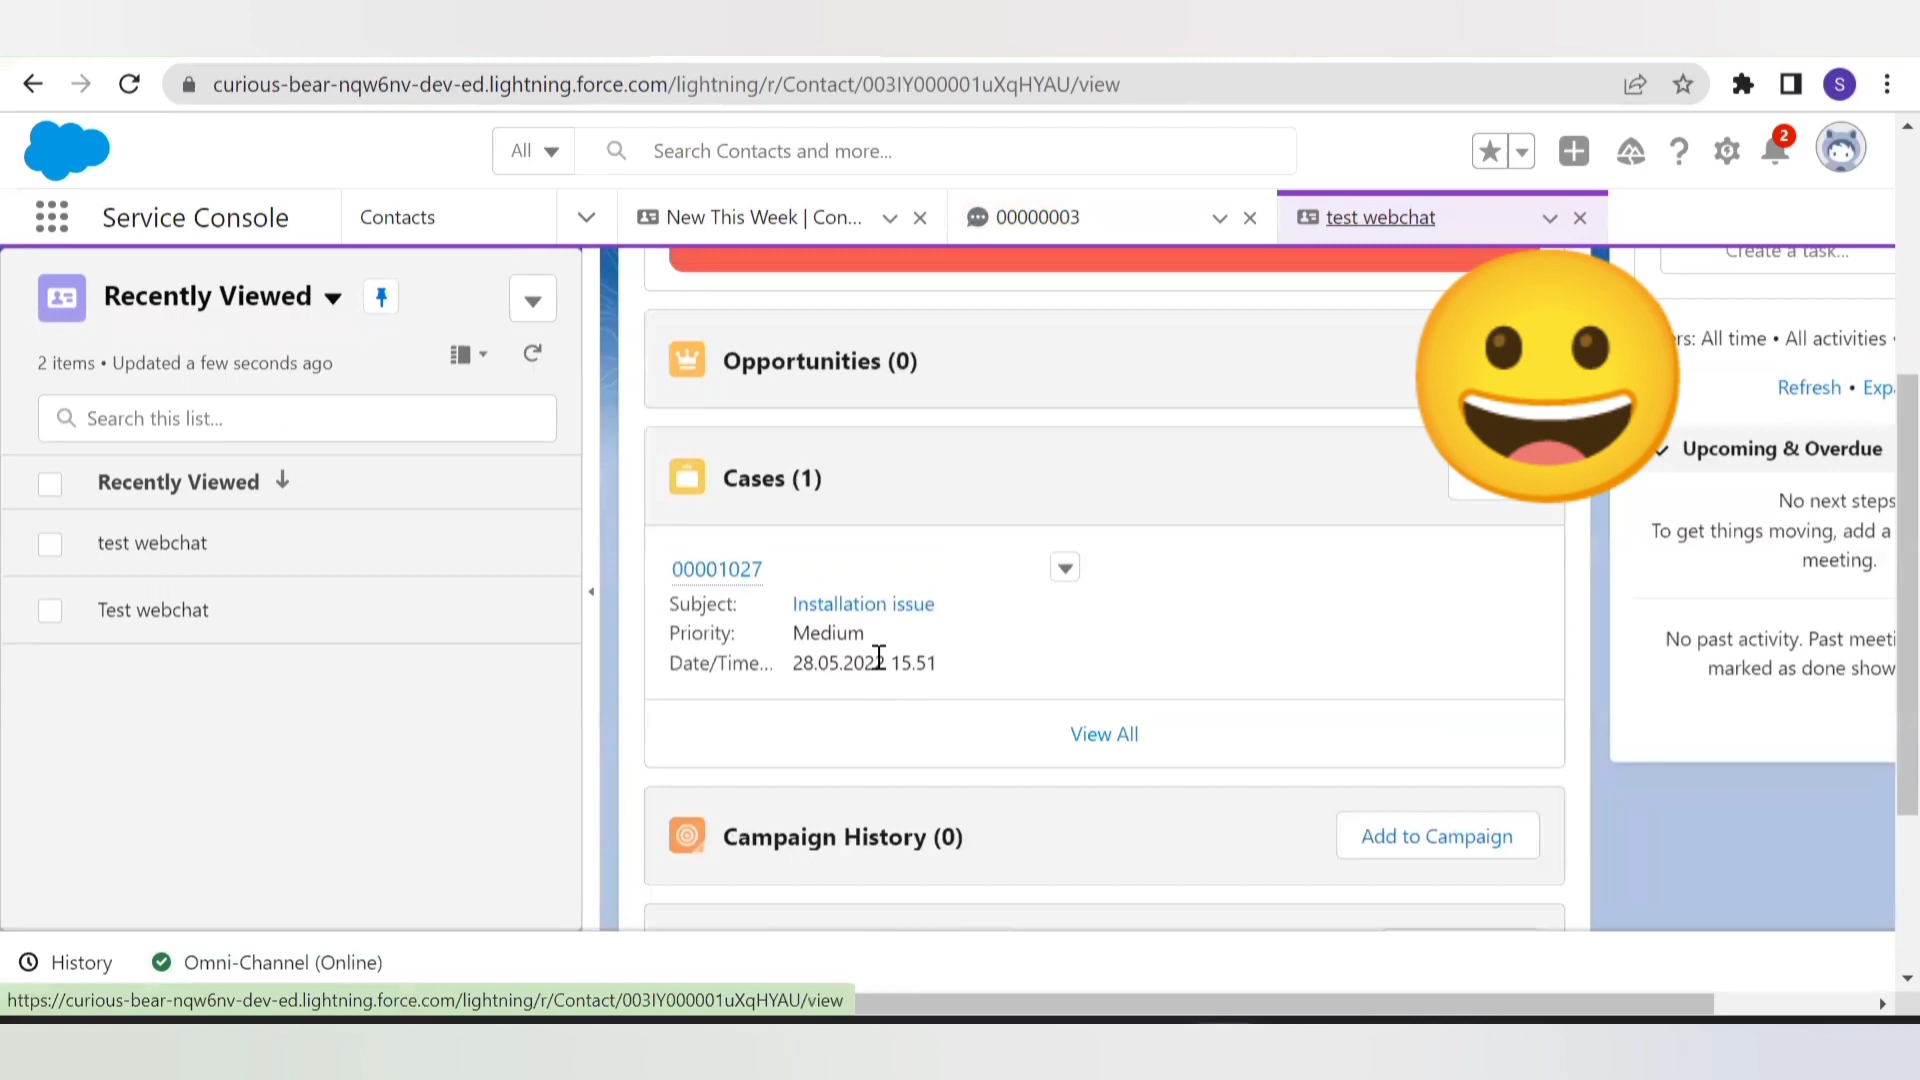 curious-bear-nqw6nv-dev-ed.lightning.force.com/lightning/r/Contact/003IY000001uXqHYAU/view
S
All
Search Contacts and more...
2
Service Console
Contacts
New This Week | Con...
00000003
test webchat
Recently Viewed
2 items • Updated a few seconds ago
Search this list...
Recently Viewed
test webchat
Test webchat
Opportunities (0)
Cases (1)
00001027
Subject: Installation issue
Priority: Medium
Date/Time... 28.05.2022 15.51
View All
Campaign History (0)
Add to Campaign
Create a task...
rs: All time • All activities •
Refresh • Exp
Upcoming & Overdue
No next steps
To get things moving, add a
meeting.
No past activity. Past meeti
marked as done show
History
Omni-Channel (Online)
https://curious-bear-nqw6nv-dev-ed.lightning.force.com/lightning/r/Contact/003IY000001uXqHYAU/view